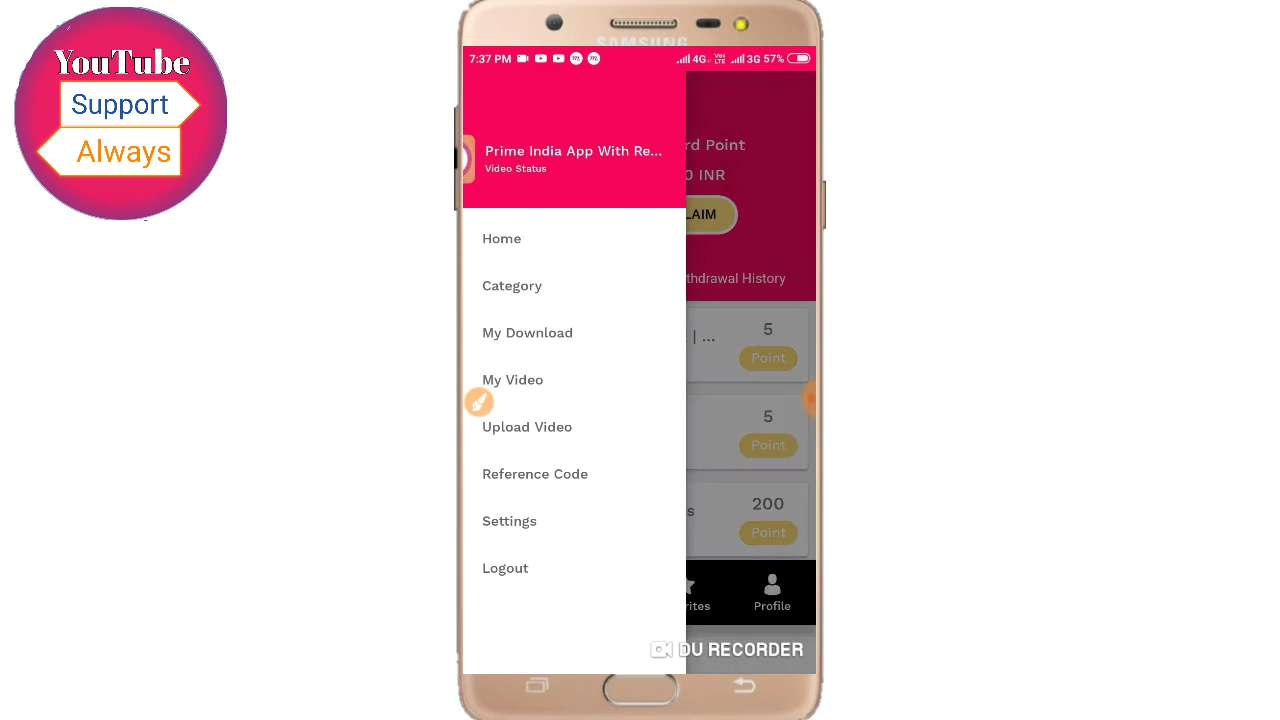 YouTube
Support
Always
SAMSUNG
7:37 PM
4G VoLTE 3G 57%
Prime India App With Re...
Video Status
rd Point
0 INR
LAIM
thdrawal History
Home
Category
My Download
My Video
Upload Video
Reference Code
Settings
Logout
| ...
5
Point
5
Point
s
200
Point
rites
Profile
DU RECORDER